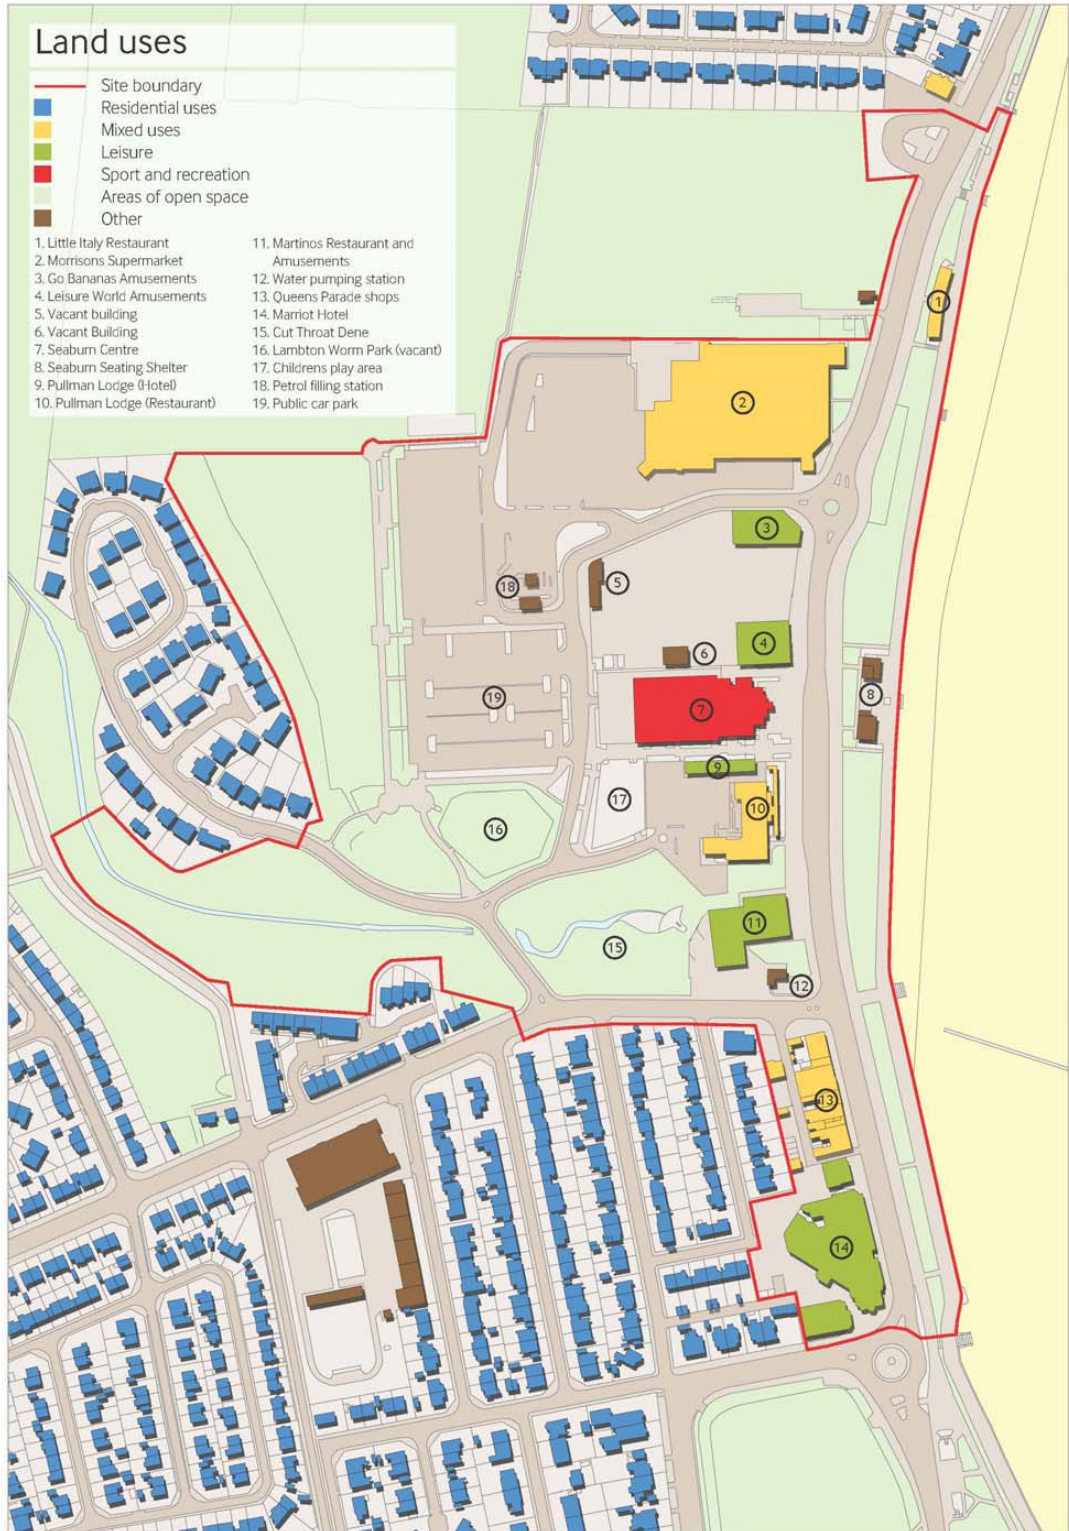 Land uses
Site boundary
Residential uses
Mixed uses
Leisure
Sport and recreation
Areas of open space
Other
1. Little Italy Restaurant
2. Morrisons Supermarket
3. Go Bananas Amusements
4. Leisure World Amusements
5. Vacant building
6. Vacant Building
7. Seaburn Centre
8. Seaburn Seating Shelter
9. Pullman Lodge (Hotel)
10. Pullman Lodge (Restaurant)
11. Martinos Restaurant and
Amusements
12. Water pumping station
13. Queens Parade shops
14. Marriot Hotel
15. Cut Throat Dene
16. Lambton Worm Park (vacant)
17. Childrens play area
18. Petrol filling station
19. Public car park
1
2
3
18
5
4
6
8
19
7
9
17
10
16
11
15
12
13
14